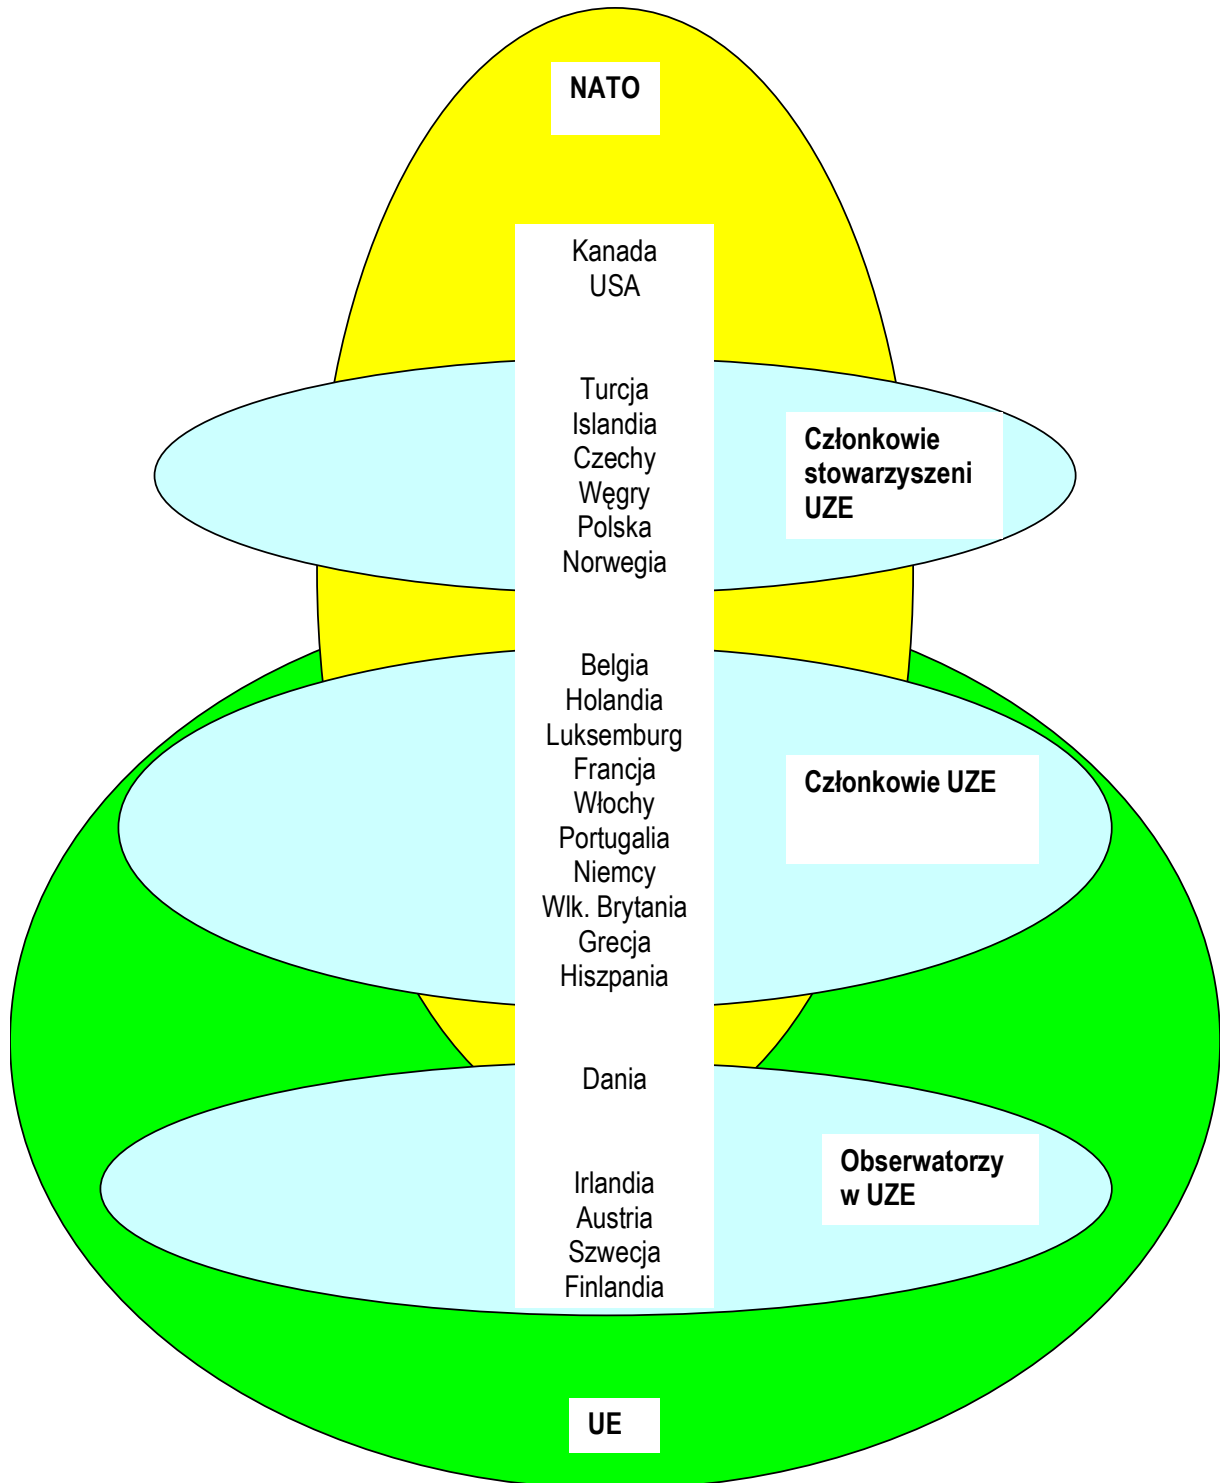 NATO
Kanada
USA
Turcja
Islandia
Czechy
Węgry
Polska
Norwegia
Członkowie
stowarzyszeni
UZE
Belgia
Holandia
Luksemburg
Francja
Włochy
Portugalia
Niemcy
Wlk. Brytania
Grecja
Hiszpania
Członkowie UZE
Dania
Irlandia
Austria
Szwecja
Finlandia
Obserwatorzy
w UZE
UE